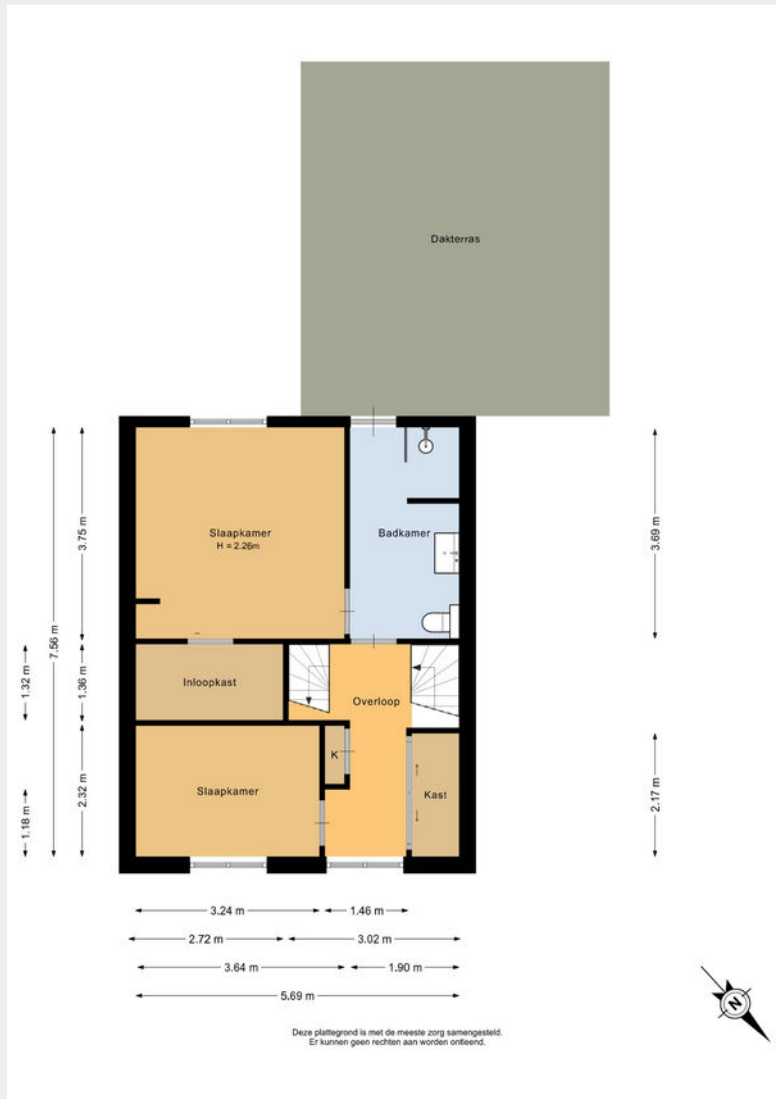 Dakterras
Slaapkamer
H = 2.26m
Badkamer
Inloopkast
Overloop
K
Slaapkamer
Kast
7.56 m
3.75 m
1.32 m
1.36 m
2.32 m
1.18 m
3.69 m
2.17 m
3.24 m
1.46 m
2.72 m
3.02 m
3.64 m
1.90 m
5.69 m
N
Deze plattegrond is met de meeste zorg samengesteld.
Er kunnen geen rechten aan worden ontleend.